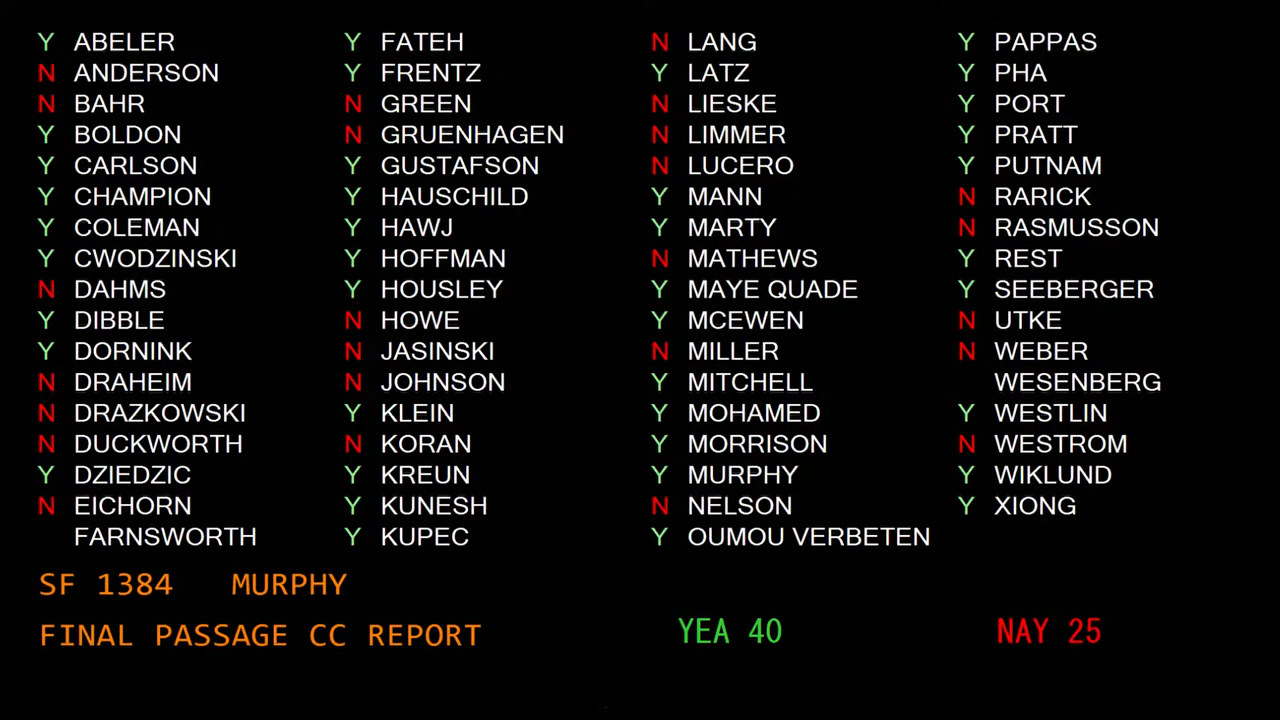 Y ABELER Y FATEH N LANG Y PAPPAS
N ANDERSON Y FRENTZ Y LATZ Y PHA
N BAHR N GREEN N LIESKE Y PORT
Y BOLDON N GRUENHAGEN N LIMMER Y PRATT
Y CARLSON Y GUSTAFSON N LUCERO Y PUTNAM
Y CHAMPION Y HAUSCHILD Y MANN N RARICK
Y COLEMAN Y HAWJ Y MARTY N RASMUSSON
Y CWODZINSKI Y HOFFMAN N MATHEWS Y REST
N DAHMS Y HOUSLEY Y MAYE QUADE Y SEEBERGER
Y DIBBLE N HOWE Y MCEWEN N UTKE
Y DORNINK N JASINSKI N MILLER N WEBER
N DRAHEIM N JOHNSON Y MITCHELL WESENBERG
N DRAZKOWSKI Y KLEIN Y MOHAMED Y WESTLIN
N DUCKWORTH N KORAN Y MORRISON N WESTROM
Y DZIEDZIC Y KREUN Y MURPHY Y WIKLUND
N EICHORN Y KUNESH N NELSON Y XIONG
FARNSWORTH Y KUPEC Y OUMOU VERBETEN
SF 1384 MURPHY
FINAL PASSAGE CC REPORT YEA 40 NAY 25